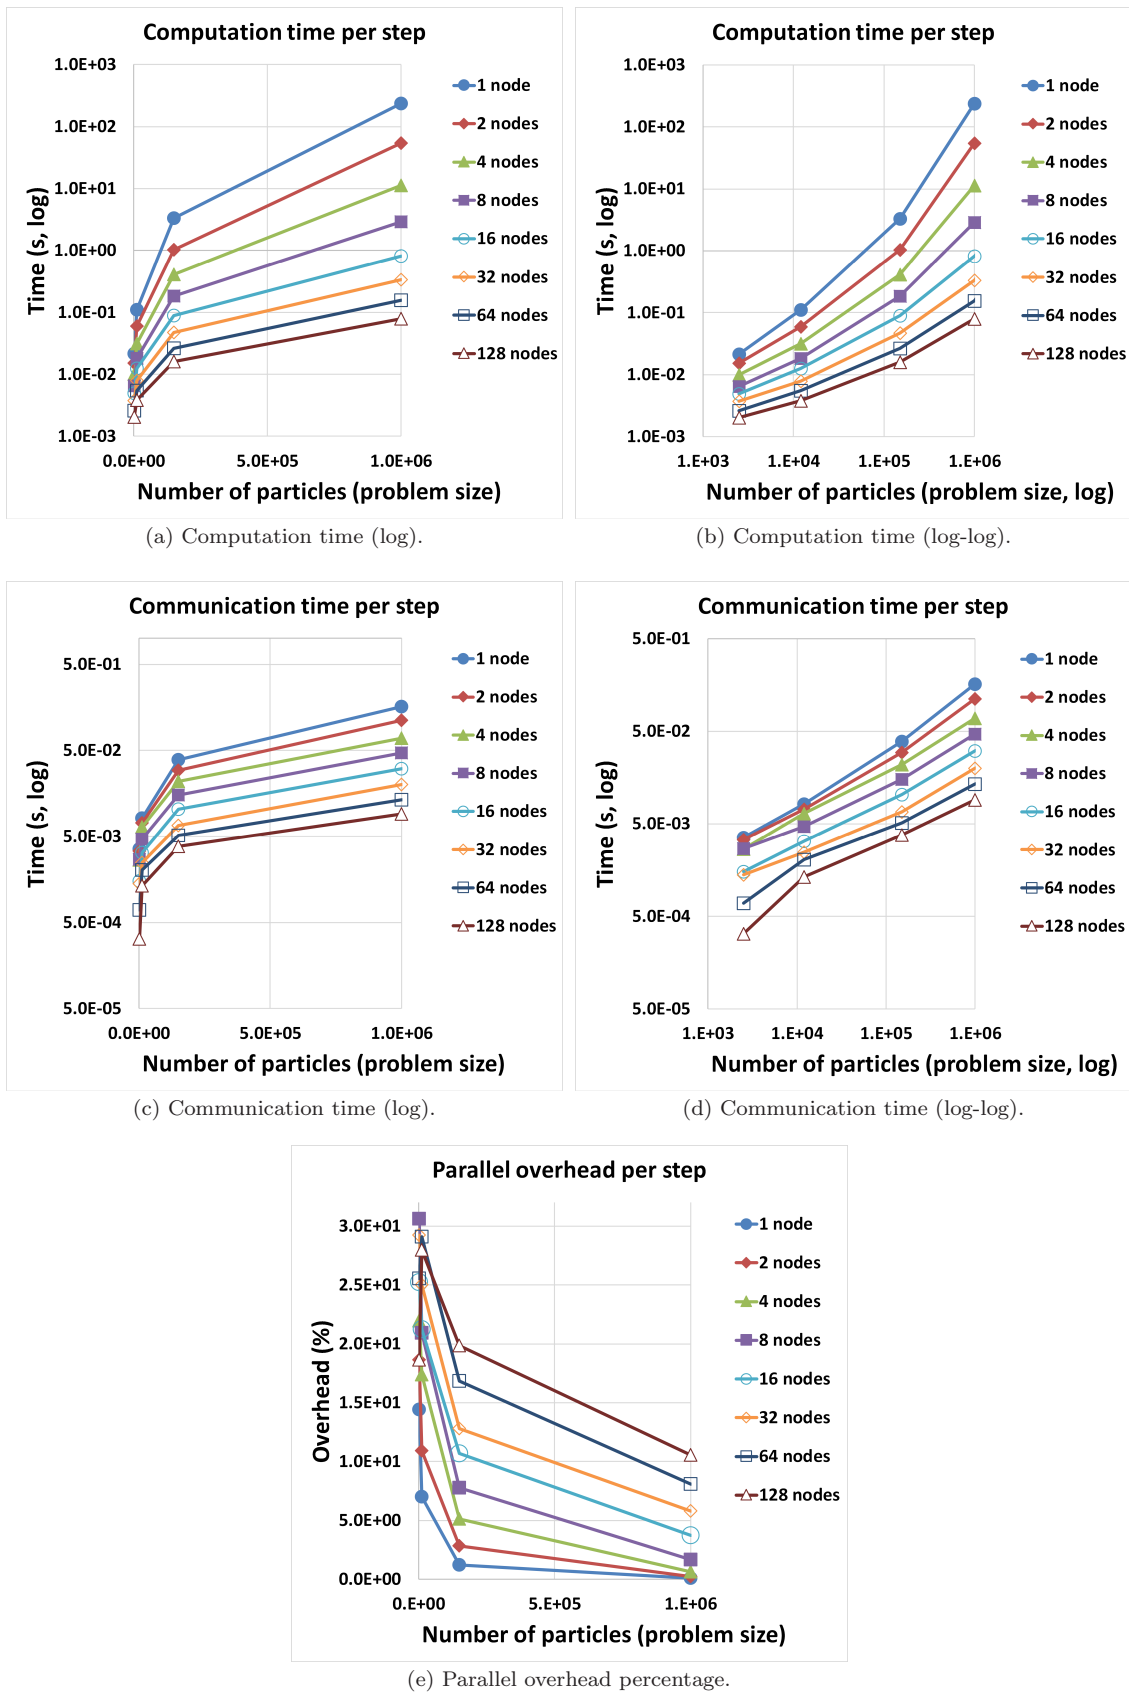 Computation time per step
1.0E+03
1.0E+02
1.0E+01
1.0E+00
1.0E-01
1.0E-02
1.0E-03
Time (s, log)
0.0E+00 5.0E+05 1.0E+06
Number of particles (problem size)
1 node
2 nodes
4 nodes
8 nodes
16 nodes
32 nodes
64 nodes
128 nodes
(a) Computation time (log).
Computation time per step
1.0E+03
1.0E+02
1.0E+01
1.0E+00
1.0E-01
1.0E-02
1.0E-03
Time (s, log)
1.E+03 1.E+04 1.E+05 1.E+06
Number of particles (problem size, log)
1 node
2 nodes
4 nodes
8 nodes
16 nodes
32 nodes
64 nodes
128 nodes
(b) Computation time (log-log).
Communication time per step
5.0E-01
5.0E-02
5.0E-03
5.0E-04
5.0E-05
Time (s, log)
0.0E+00 5.0E+05 1.0E+06
Number of particles (problem size)
1 node
2 nodes
4 nodes
8 nodes
16 nodes
32 nodes
64 nodes
128 nodes
(c) Communication time (log).
Communication time per step
5.0E-01
5.0E-02
5.0E-03
5.0E-04
5.0E-05
Time (s, log)
1.E+03 1.E+04 1.E+05 1.E+06
Number of particles (problem size, log)
1 node
2 nodes
4 nodes
8 nodes
16 nodes
32 nodes
64 nodes
128 nodes
(d) Communication time (log-log).
Parallel overhead per step
3.0E+01
2.5E+01
2.0E+01
1.5E+01
1.0E+01
5.0E+00
0.0E+00
Overhead (%)
0.E+00 5.E+05 1.E+06
Number of particles (problem size)
1 node
2 nodes
4 nodes
8 nodes
16 nodes
32 nodes
64 nodes
128 nodes
(e) Parallel overhead percentage.